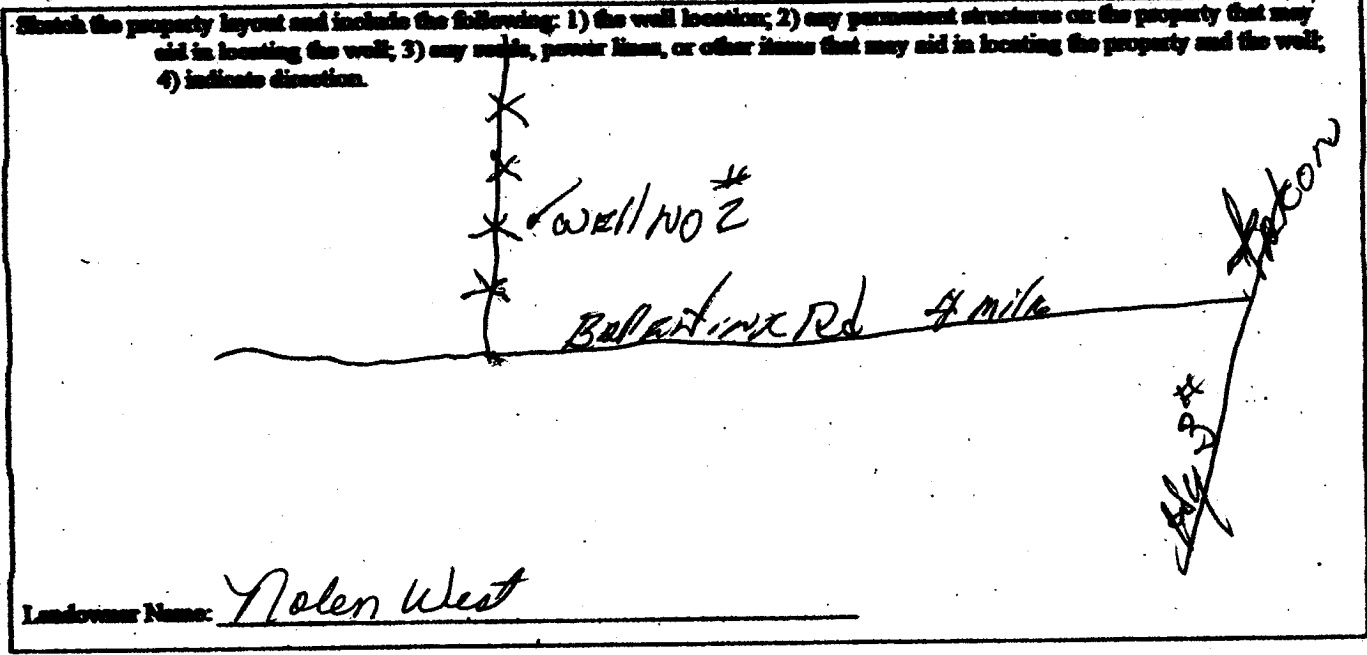 Sketch the property layout and include the following: 1) the well location; 2) any permanent structures on the property that may
aid in locating the well; 3) any roads, power lines, or other items that may aid in locating the property and the well;
4) indicate direction.
Well NO #2
Ballentine Rd 4 mile
Hwy 3 #
Landowner Name: Nolen West